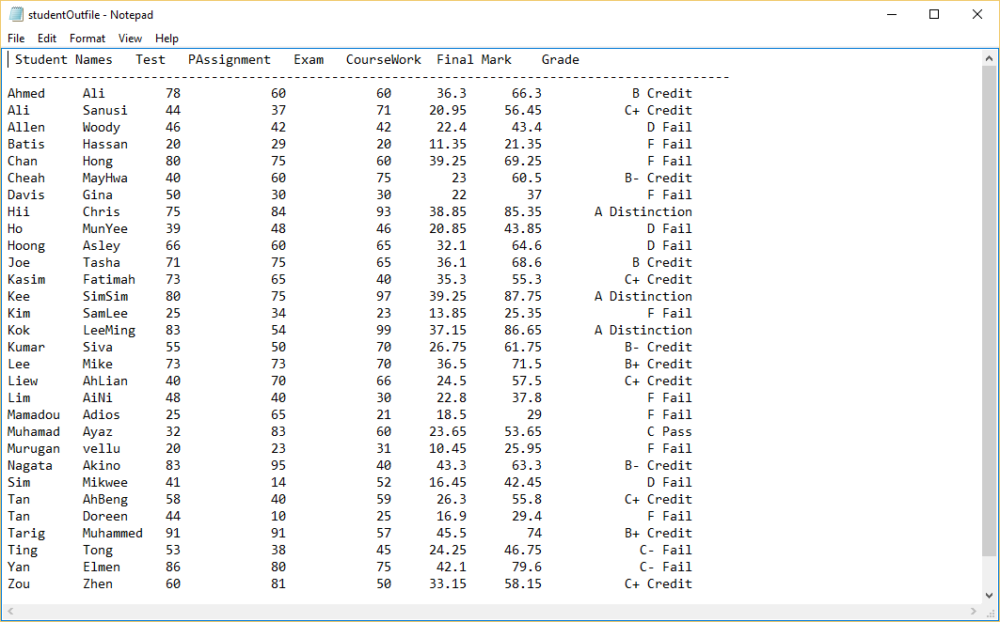 studentOutfile - Notepad
File Edit Format View Help
Student Names Test PAssignment Exam CourseWork Final Mark Grade
-----------------------------------------------------------------------------------------------
Ahmed Ali 78 60 60 36.3 66.3 B Credit
Ali Sanusi 44 37 71 20.95 56.45 C+ Credit
Allen Woody 46 42 42 22.4 43.4 D Fail
Batis Hassan 20 29 20 11.35 21.35 F Fail
Chan Hong 80 75 60 39.25 69.25 F Fail
Cheah MayHwa 40 60 75 23 60.5 B- Credit
Davis Gina 50 30 30 22 37 F Fail
Hii Chris 75 84 93 38.85 85.35 A Distinction
Ho MunYee 39 48 46 20.85 43.85 D Fail
Hoong Asley 66 60 65 32.1 64.6 D Fail
Joe Tasha 71 75 65 36.1 68.6 B Credit
Kasim Fatimah 73 65 40 35.3 55.3 C+ Credit
Kee SimSim 80 75 97 39.25 87.75 A Distinction
Kim SamLee 25 34 23 13.85 25.35 F Fail
Kok LeeMing 83 54 99 37.15 86.65 A Distinction
Kumar Siva 55 50 70 26.75 61.75 B- Credit
Lee Mike 73 73 70 36.5 71.5 B+ Credit
Liew AhLian 40 70 66 24.5 57.5 C+ Credit
Lim AiNi 48 40 30 22.8 37.8 F Fail
Mamadou Adios 25 65 21 18.5 29 F Fail
Muhamad Ayaz 32 83 60 23.65 53.65 C Pass
Murugan vellu 20 23 31 10.45 25.95 F Fail
Nagata Akino 83 95 40 43.3 63.3 B- Credit
Sim Mikwee 41 14 52 16.45 42.45 D Fail
Tan AhBeng 58 40 59 26.3 55.8 C+ Credit
Tan Doreen 44 10 25 16.9 29.4 F Fail
Tarig Muhammed 91 91 57 45.5 74 B+ Credit
Ting Tong 53 38 45 24.25 46.75 C- Fail
Yan Elmen 86 80 75 42.1 79.6 C- Fail
Zou Zhen 60 81 50 33.15 58.15 C+ Credit